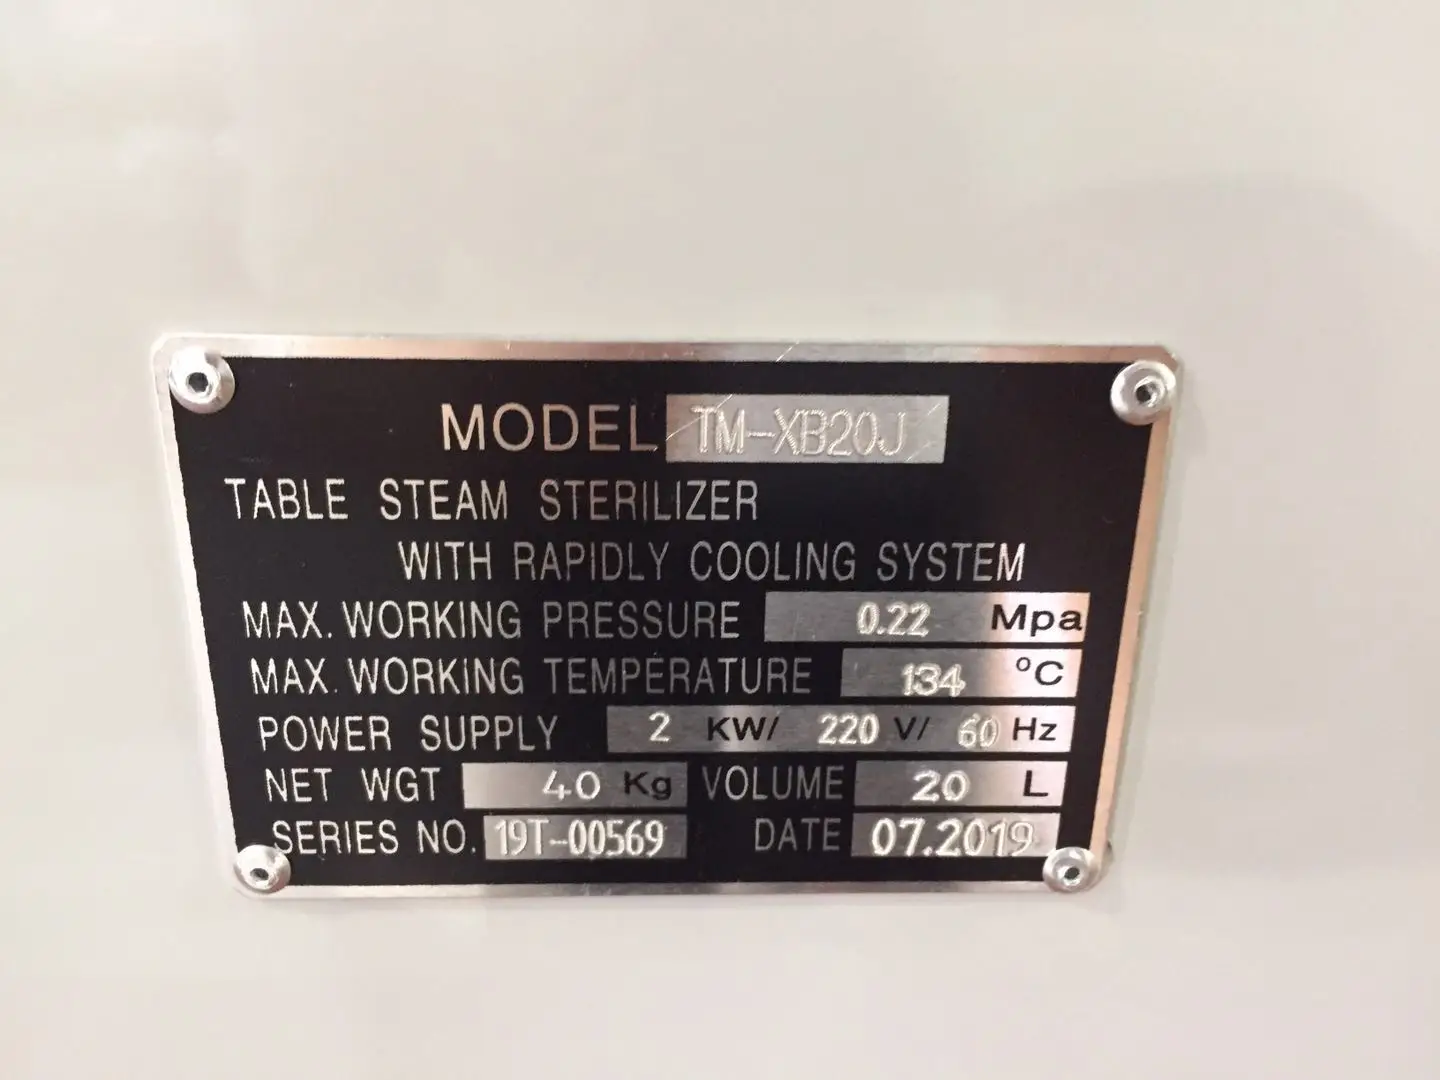 MODEL TM-XB20J
TABLE STEAM STERILIZER
WITH RAPIDLY COOLING SYSTEM
MAX. WORKING PRESSURE 0.22 Mpa
MAX. WORKING TEMPERATURE 134 °C
POWER SUPPLY 2 KW/ 220 V/ 60 Hz
NET WGT 40 Kg VOLUME 20 L
SERIES NO. 19T-00569 DATE 07.2019